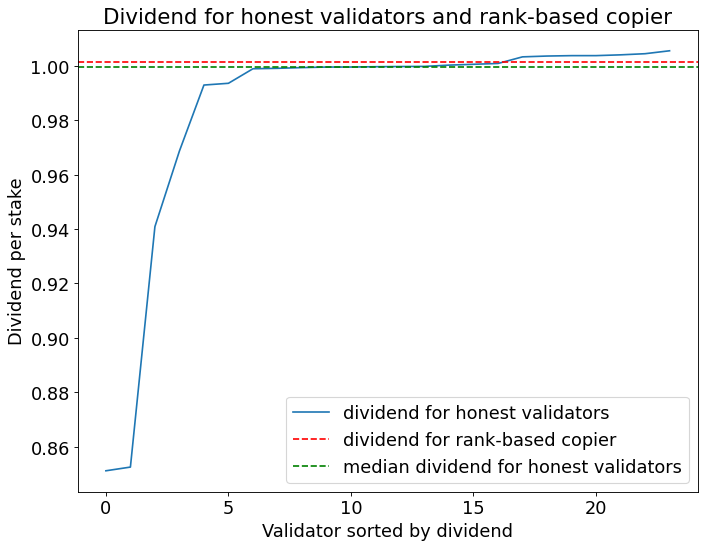 Dividend for honest validators and rank-based copier
Dividend per stake
1.00
0.98
0.96
0.94
0.92
0.90
0.88
0.86
dividend for honest validators
dividend for rank-based copier
median dividend for honest validators
0 5 10 15 20
Validator sorted by dividend